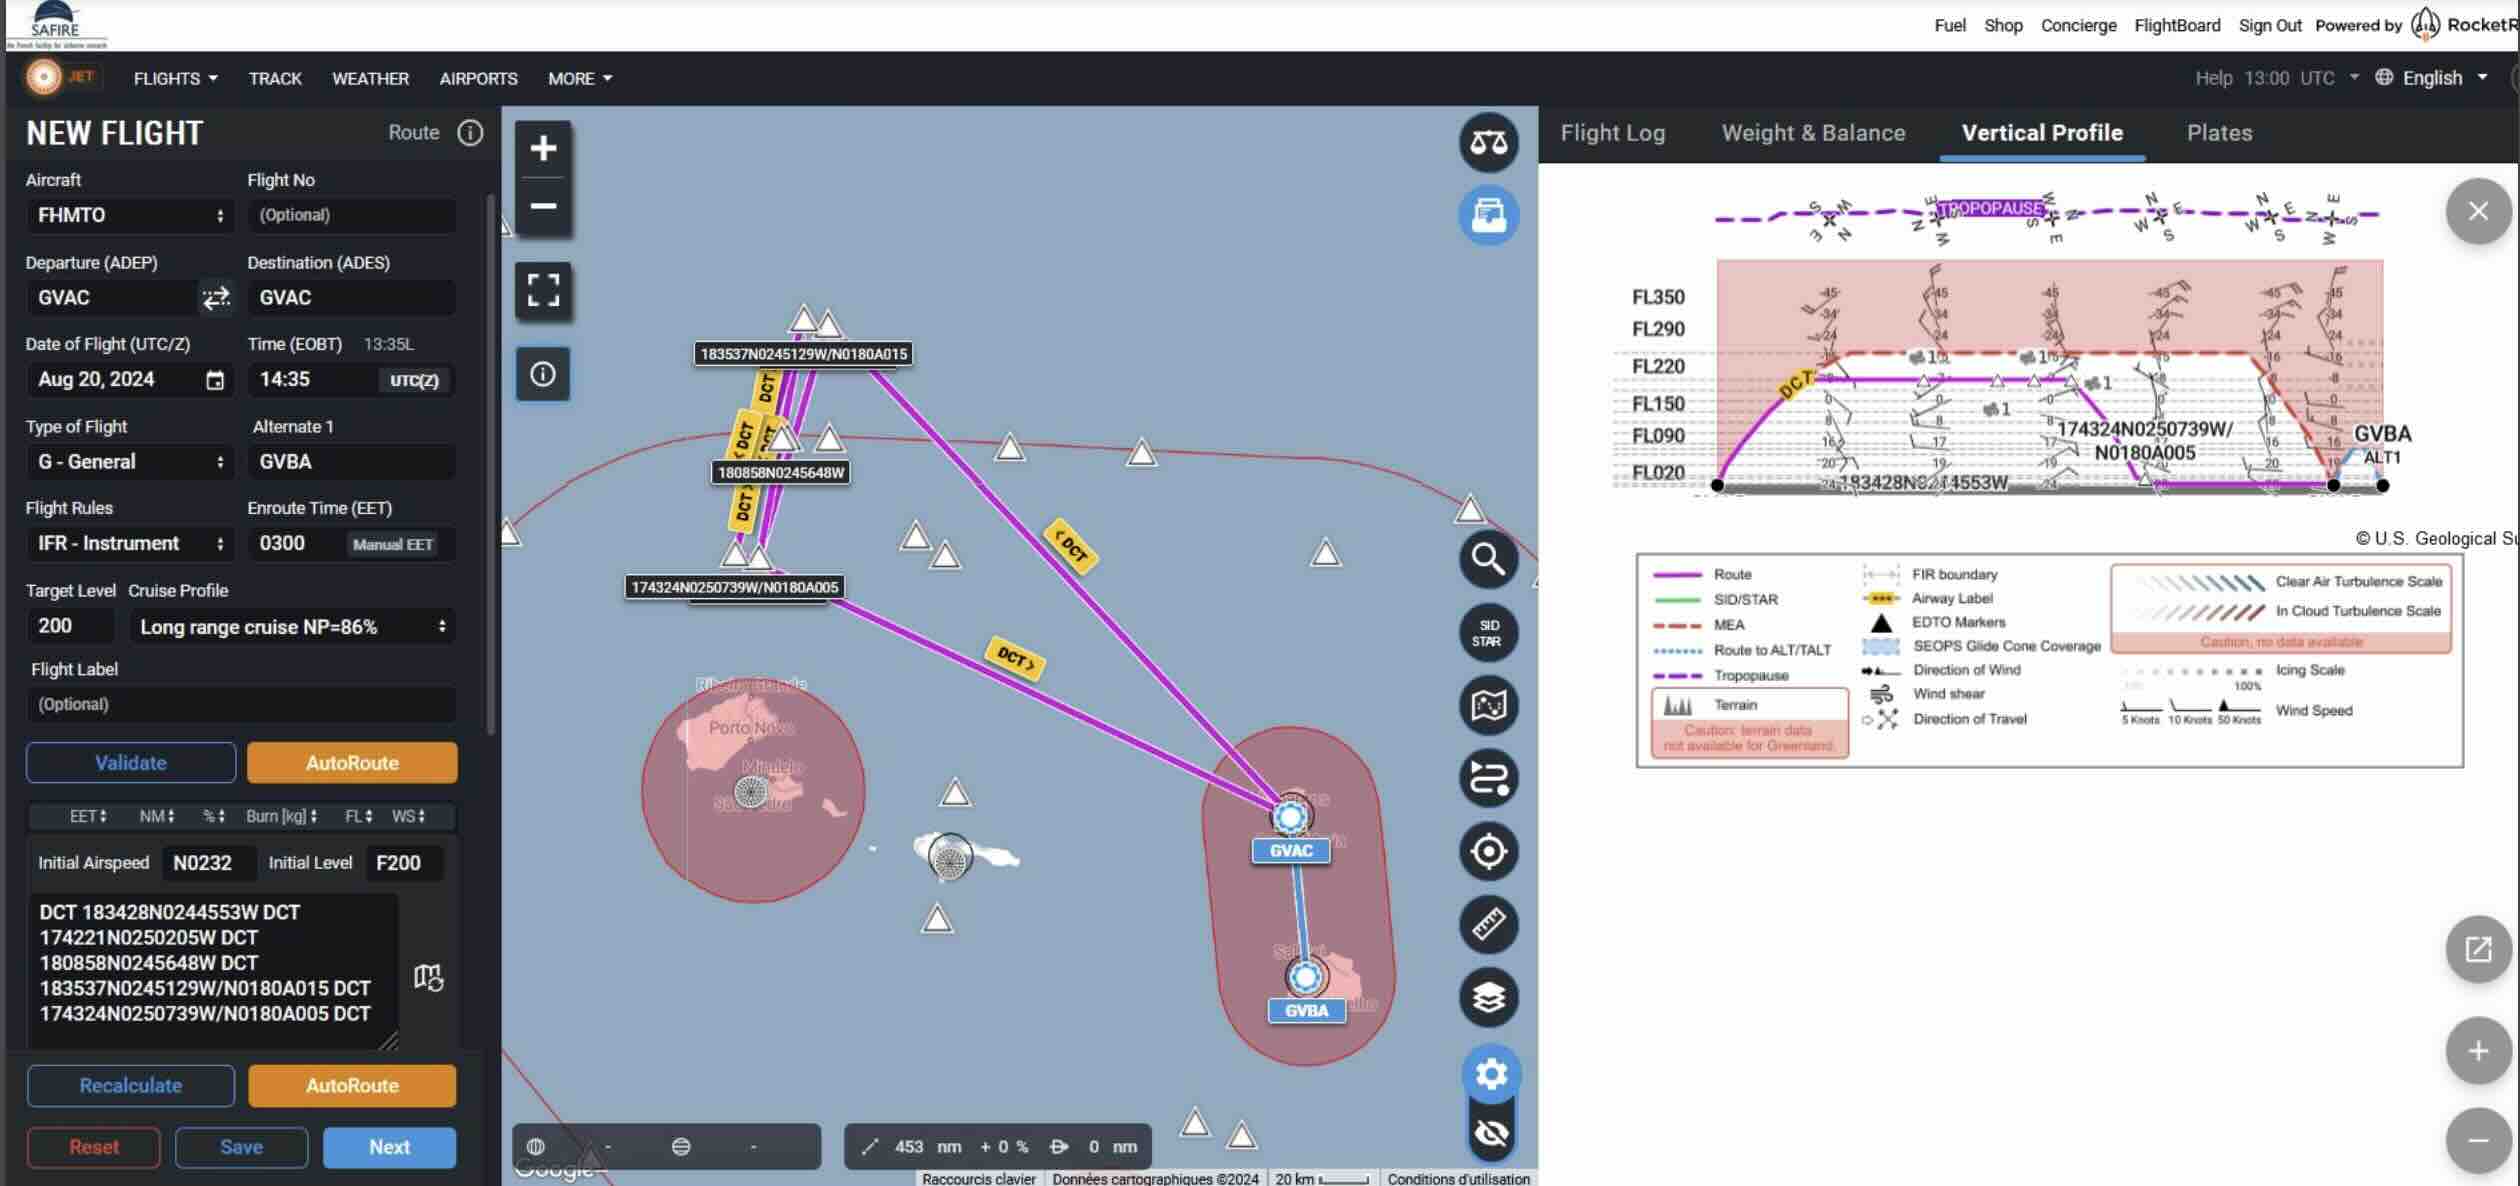 SAFIRE
the French facility for airborne research
Fuel Shop Concierge FlightBoard Sign Out Powered by
JET FLIGHTS TRACK WEATHER AIRPORTS MORE
Help 13:00 UTC English
NEW FLIGHT Route
Aircraft Flight No
FHMTO (Optional)
Departure (ADEP) Destination (ADES)
GVAC GVAC
Date of Flight (UTC/Z) Time (EOBT) 13:35L
Aug 20, 2024 14:35 UTC(Z)
Type of Flight Alternate 1
G - General GVBA
Flight Rules Enroute Time (EET)
IFR - Instrument 0300 Manual EET
Target Level Cruise Profile
200 Long range cruise NP=86%
Flight Label
(Optional)
Validate AutoRoute
EET NM % Burn [kg] FL WS
Initial Airspeed N0232 Initial Level F200
DCT 183428N0244553W DCT
174221N0250205W DCT
180858N0245648W DCT
183537N0245129W/N0180A015 DCT
174324N0250739W/N0180A005 DCT
Recalculate AutoRoute
Reset Save Next
183537N0245129W/N0180A015
DCT
< DCT
DCT
180858N0245648W
DCT >
174324N0250739W/N0180A005
< DCT
DCT >
Ribeira Grande
Porto Novo
Mindelo
GVAC
GVBA
SID
STAR
- -
453 nm + 0 % 0 nm
Google
Raccourcis clavier Données cartographiques ©2024 20 km Conditions d'utilisation
Flight Log Weight & Balance Vertical Profile Plates
TROPOPAUSE
FL350
FL290
FL220
FL150
FL090
FL020
DCT
174324N0250739W/
N0180A005
183428N0244553W
GVBA
ALT1
© U.S. Geological
Route
SID/STAR
MEA
Route to ALT/TALT
Tropopause
Terrain
Caution: terrain data
not available for Greenland.
FIR boundary
Airway Label
EDTO Markers
SEOPS Glide Cone Coverage
Direction of Wind
Wind shear
Direction of Travel
Clear Air Turbulence Scale
In Cloud Turbulence Scale
Caution, no data available
Icing Scale
100%
Wind Speed
5 Knots 10 Knots 50 Knots